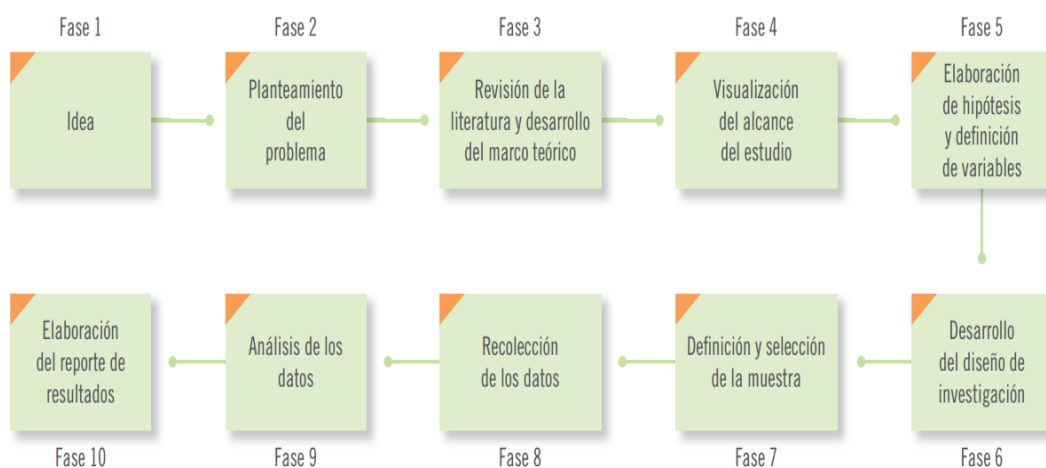 Fase 1
Idea
Fase 2
Planteamiento
del
problema
Fase 3
Revisión de la
literatura y desarrollo
del marco teórico
Fase 4
Visualización
del alcance
del estudio
Fase 5
Elaboración
de hipótesis
y definición
de variables
Desarrollo
del diseño de
investigación
Fase 6
Definición y selección
de la muestra
Fase 7
Recolección
de los datos
Fase 8
Análisis de los
datos
Fase 9
Elaboración
del reporte de
resultados
Fase 10